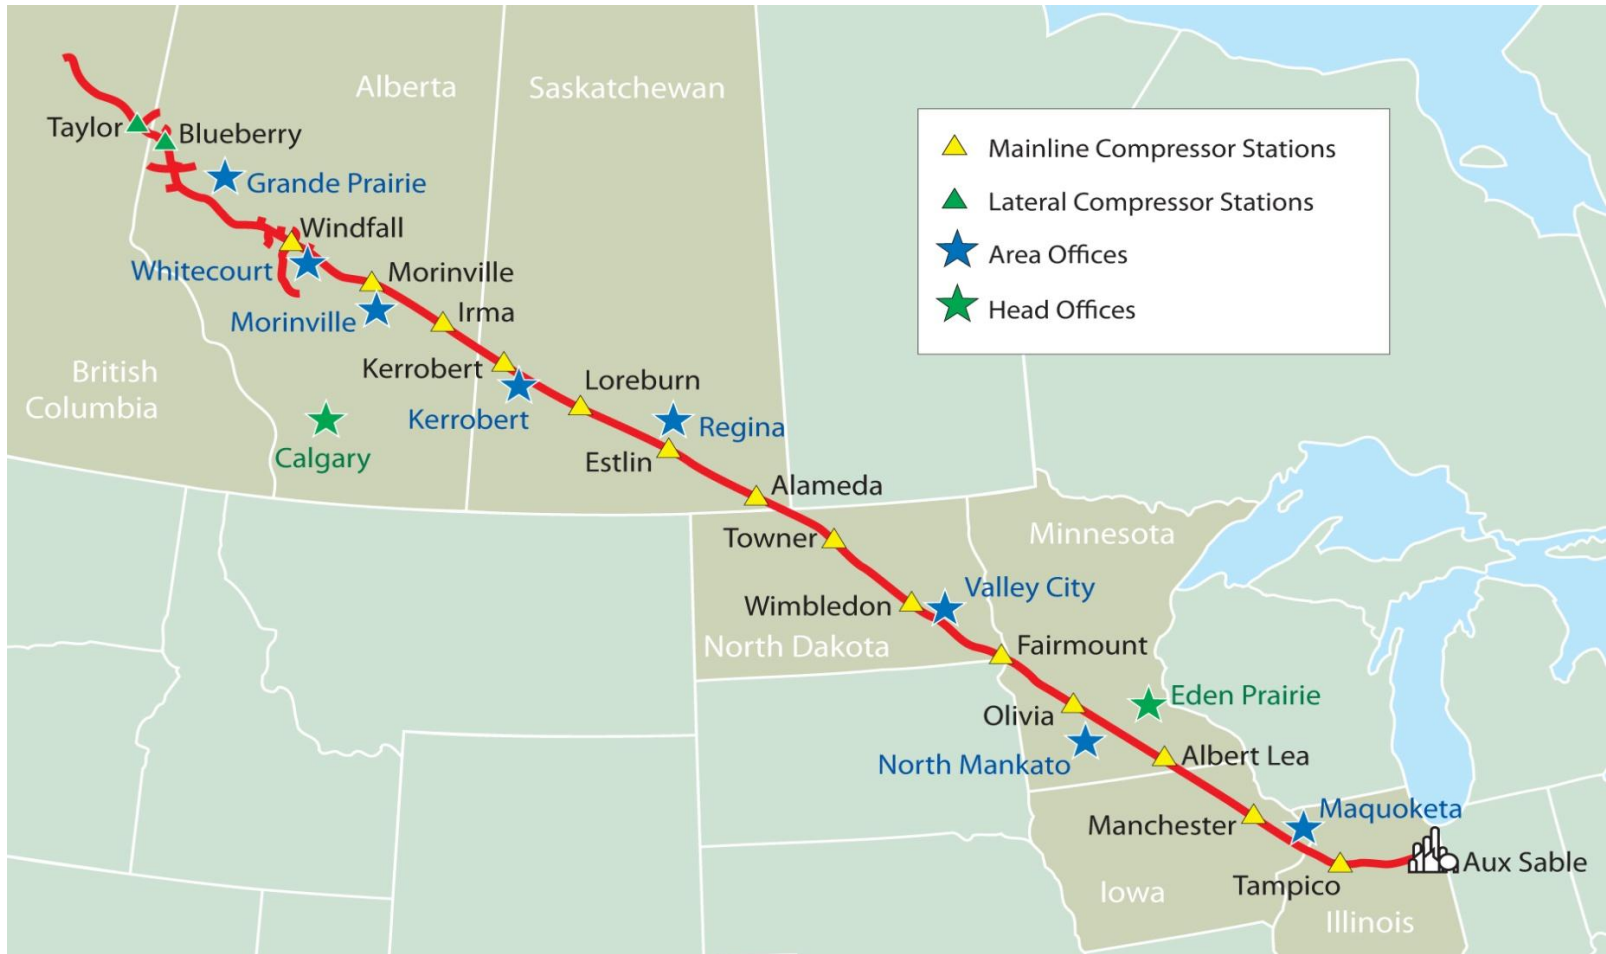 Alberta
Saskatchewan
Taylor
Blueberry
Grande Prairie
Windfall
Whitecourt
Morinville
Morinville
Irma
Kerrobert
Kerrobert
Loreburn
British
Columbia
Calgary
Regina
Estlin
Alameda
Mainline Compressor Stations
Lateral Compressor Stations
Area Offices
Head Offices
Towner
Minnesota
Valley City
Wimbledon
North Dakota
Fairmount
Eden Prairie
Olivia
North Mankato
Albert Lea
Maquoketa
Manchester
Aux Sable
Tampico
Iowa
Illinois